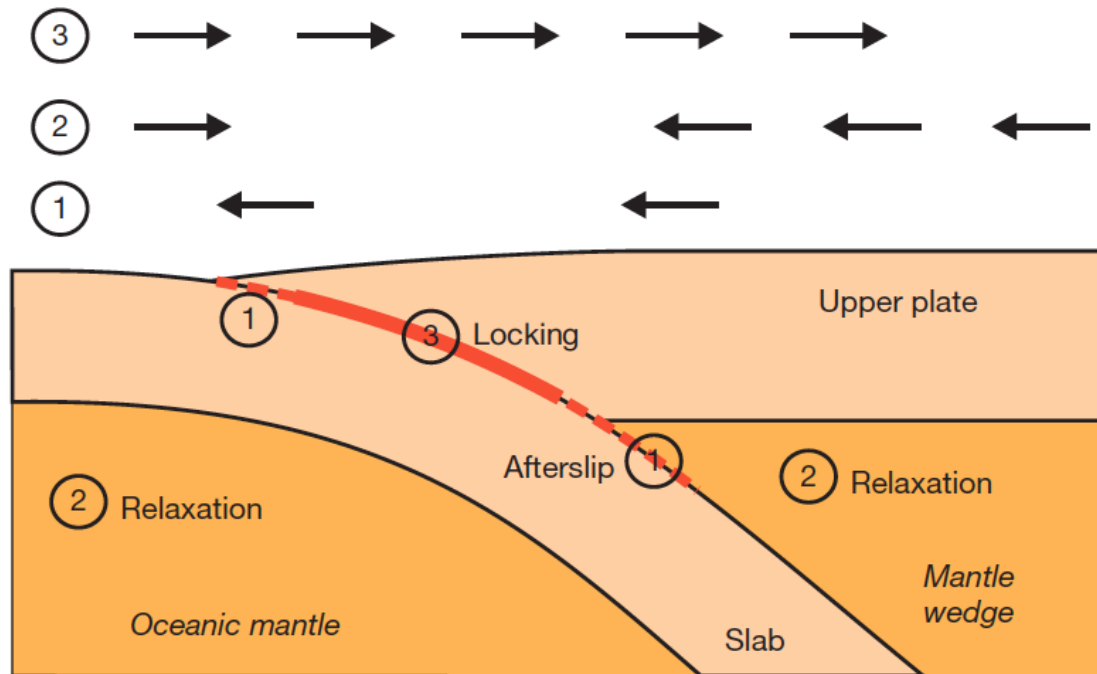 3
2
1
Upper plate
1
3 Locking
Afterslip 1
2 Relaxation
2 Relaxation
Mantle
wedge
Oceanic mantle
Slab